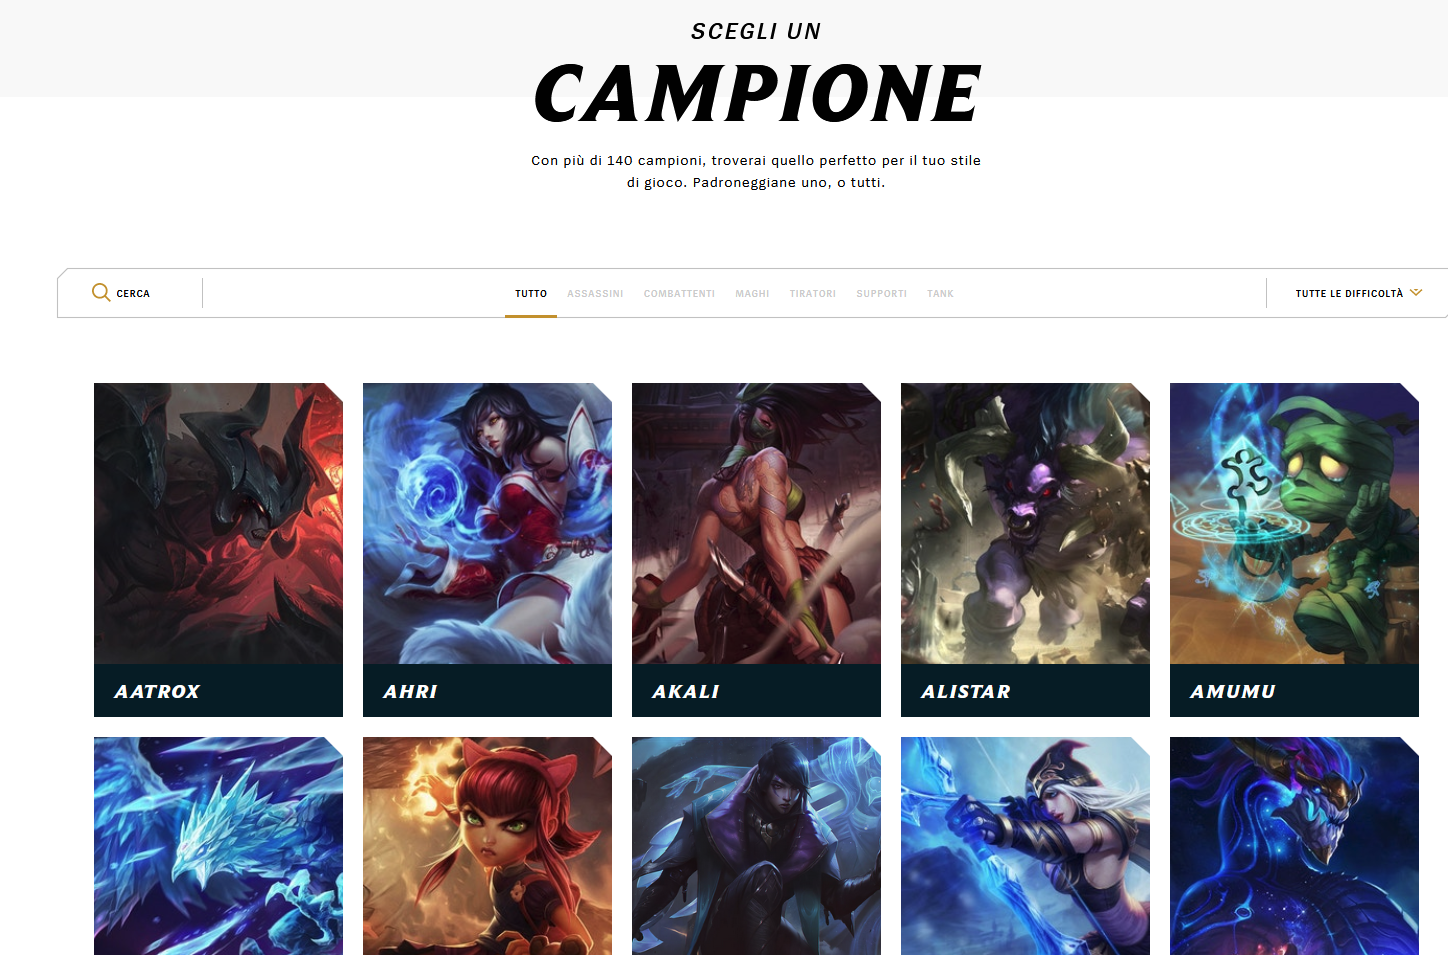 SCEGLI UN
CAMPIONE
Con più di 140 campioni, troverai quello perfetto per il tuo stile
di gioco. Padroneggiane uno, o tutti.
CERCA
TUTTO ASSASSINI COMBATTENTI MAGHI TIRATORI SUPPORTI TANK
TUTTE LE DIFFICOLTÀ
AATROX
AHRI
AKALI
ALISTAR
AMUMU